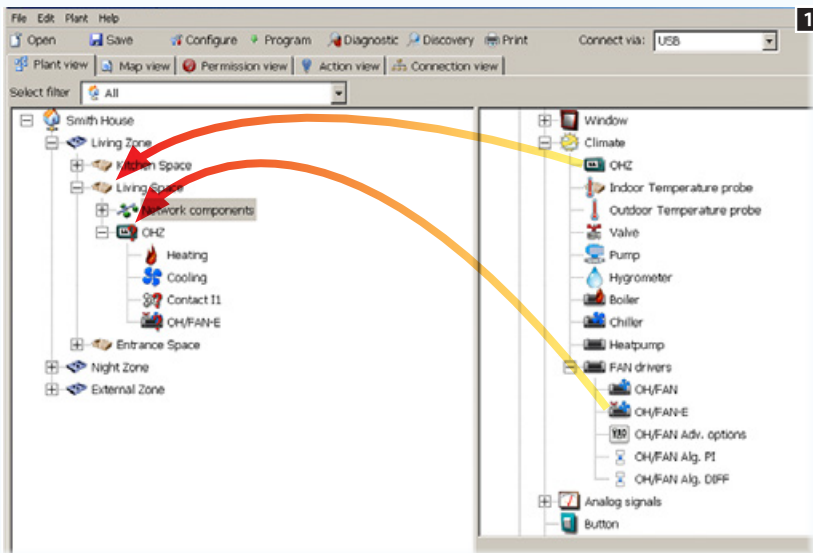 File Edit Plant Help
1
Open Save Configure Program Diagnostic Discovery Print Connect via: USB
Plant view Map view Permission view Action view Connection view
Select filter All
Smith House
Living Zone
Kitchen Space
Living Space
Network components
OHZ
Heating
Cooling
Contact I1
OH/FAN-E
Entrance Space
Night Zone
External Zone
Window
Climate
OHZ
Indoor Temperature probe
Outdoor Temperature probe
Valve
Pump
Hygrometer
Boiler
Chiller
Heatpump
FAN drivers
OH/FAN
OH/FAN-E
OH/FAN Adv. options
OH/FAN Alg. PI
OH/FAN Alg. DIFF
Analog signals
Button